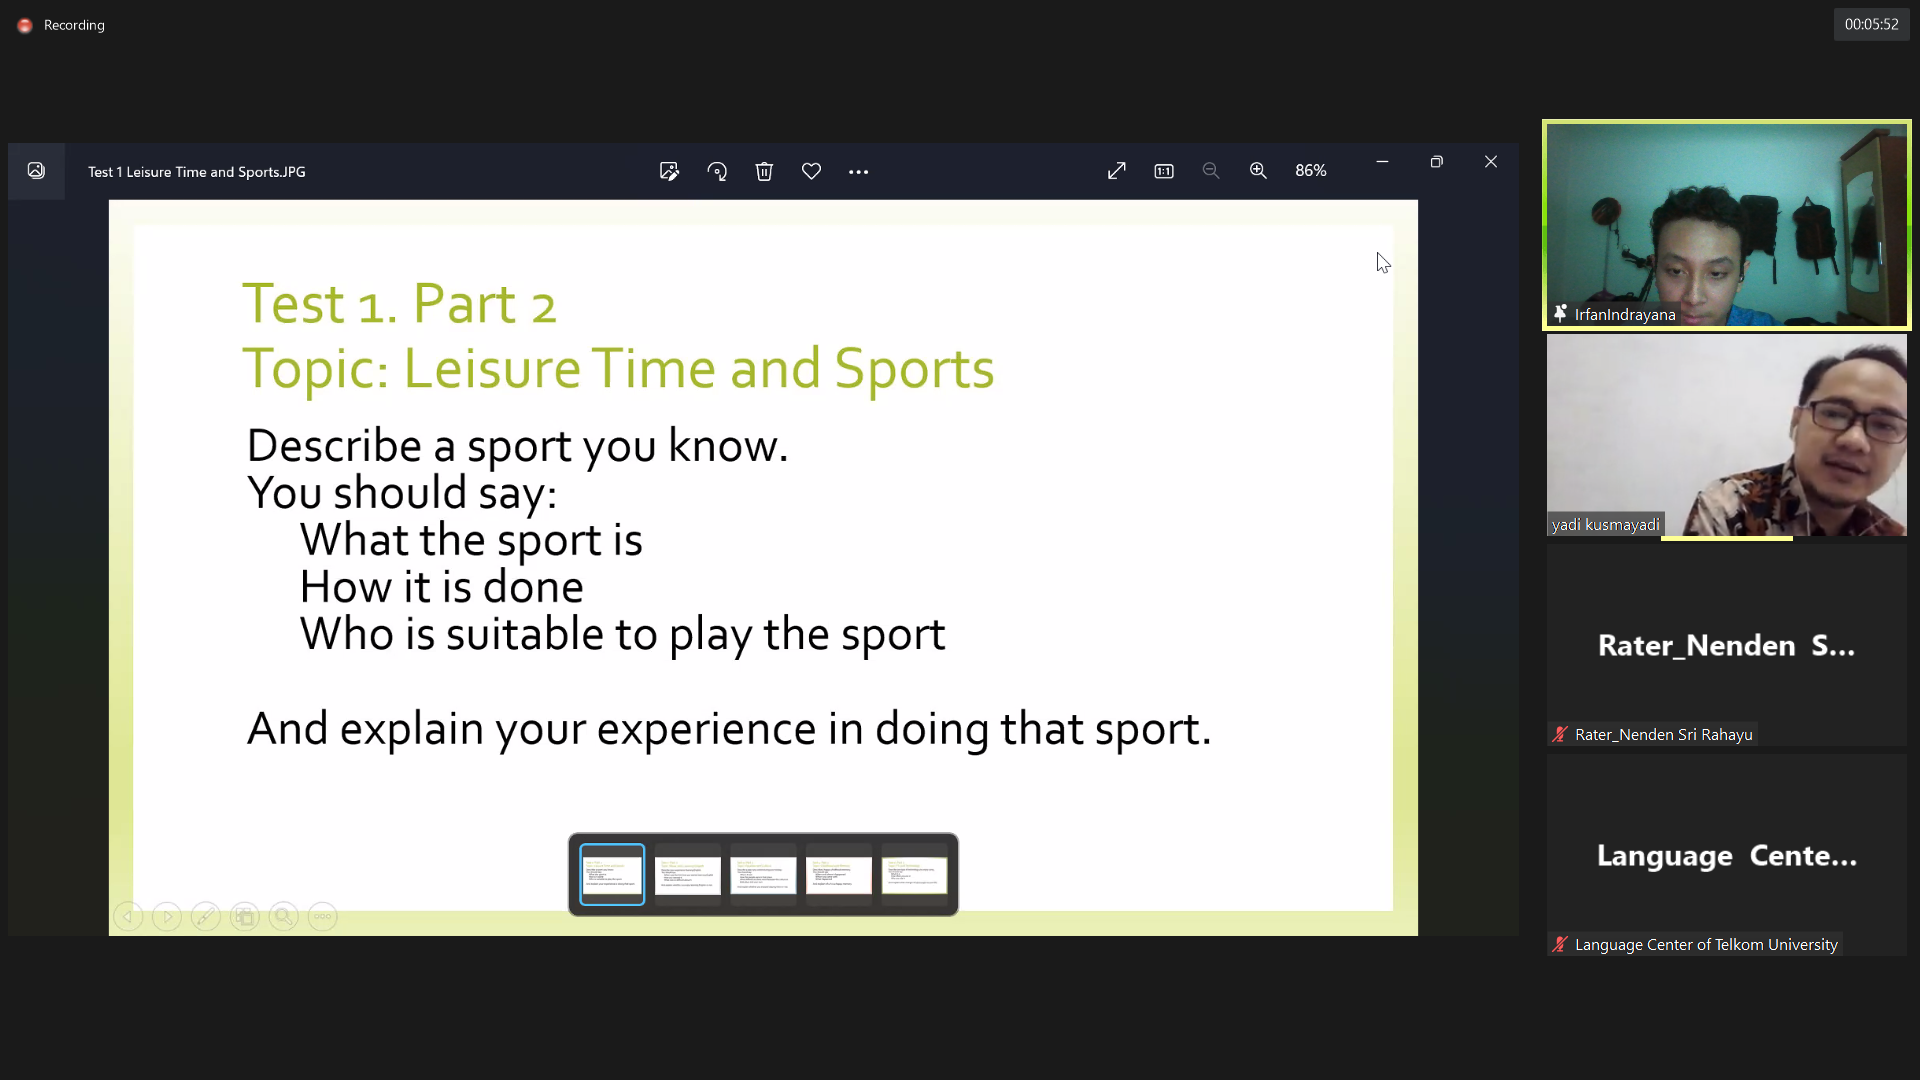 Recording
00:05:52
Test 1 Leisure Time and Sports.JPG
86%
Test 1. Part 2
Topic: Leisure Time and Sports
Describe a sport you know.
You should say:
What the sport is
How it is done
Who is suitable to play the sport
And explain your experience in doing that sport.
IrfanIndrayana
yadi kusmayadi
Rater_Nenden S...
Rater_Nenden Sri Rahayu
Language Cente...
Language Center of Telkom University